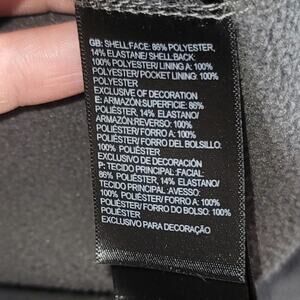 GB: SHELL:FACE: 86% POLYESTER,
14% ELASTANE/ SHELL:BACK:
100% POLYESTER/ LINING A: 100%
POLYESTER/ POCKET LINING: 100%
POLYESTER
EXCLUSIVE OF DECORATION
E: ARMAZÓN:SUPERFICIE: 86%
POLIÉSTER, 14% ELASTANO/
ARMAZÓN:REVERSO: 100%
POLIÉSTER/ FORRO A: 100%
POLIÉSTER/ FORRO DEL BOLSILLO:
100% POLIÉSTER
EXCLUSIVO DE DECORACIÓN
P: TECIDO PRINCIPAL :FACIAL:
86% POLIÉSTER, 14% ELASTANO/
TECIDO PRINCIPAL :AVESSO:
100% POLIÉSTER/ FORRO A: 100%
POLIÉSTER/ FORRO DO BOLSO: 100%
POLIÉSTER
EXCLUSIVO PARA DECORAÇÃO